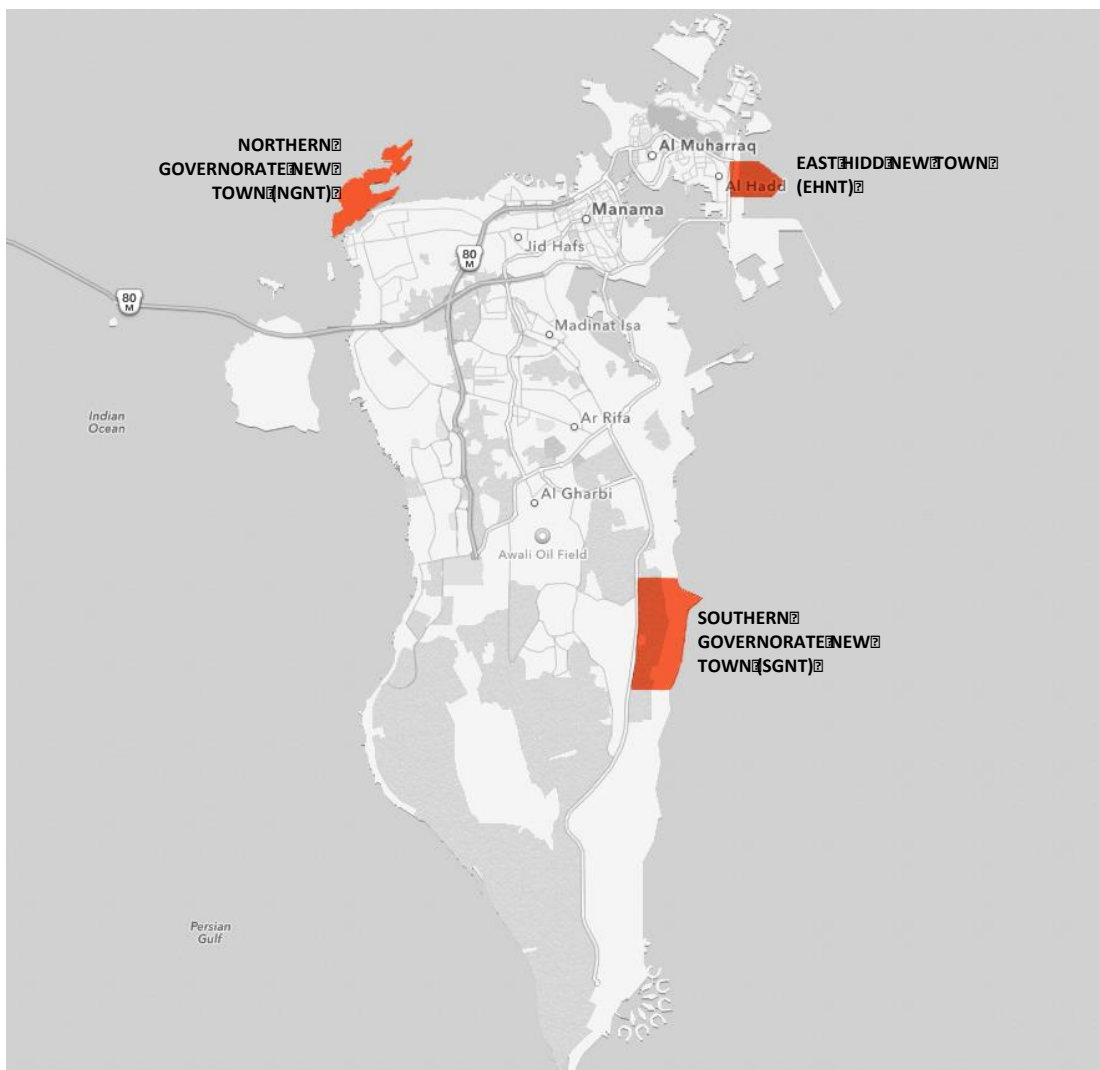 NORTHERN
GOVERNORATE NEW
TOWN (NGNT)
Al Muharraq
EAST HIDD NEW TOWN
(EHNT)
Al Hadd
Manama
80
M
Jid Hafs
80
M
Madinat Isa
Indian
Ocean
Ar Rifa
Al Gharbi
Awali Oil Field
SOUTHERN
GOVERNORATE NEW
TOWN (SGNT)
Persian
Gulf